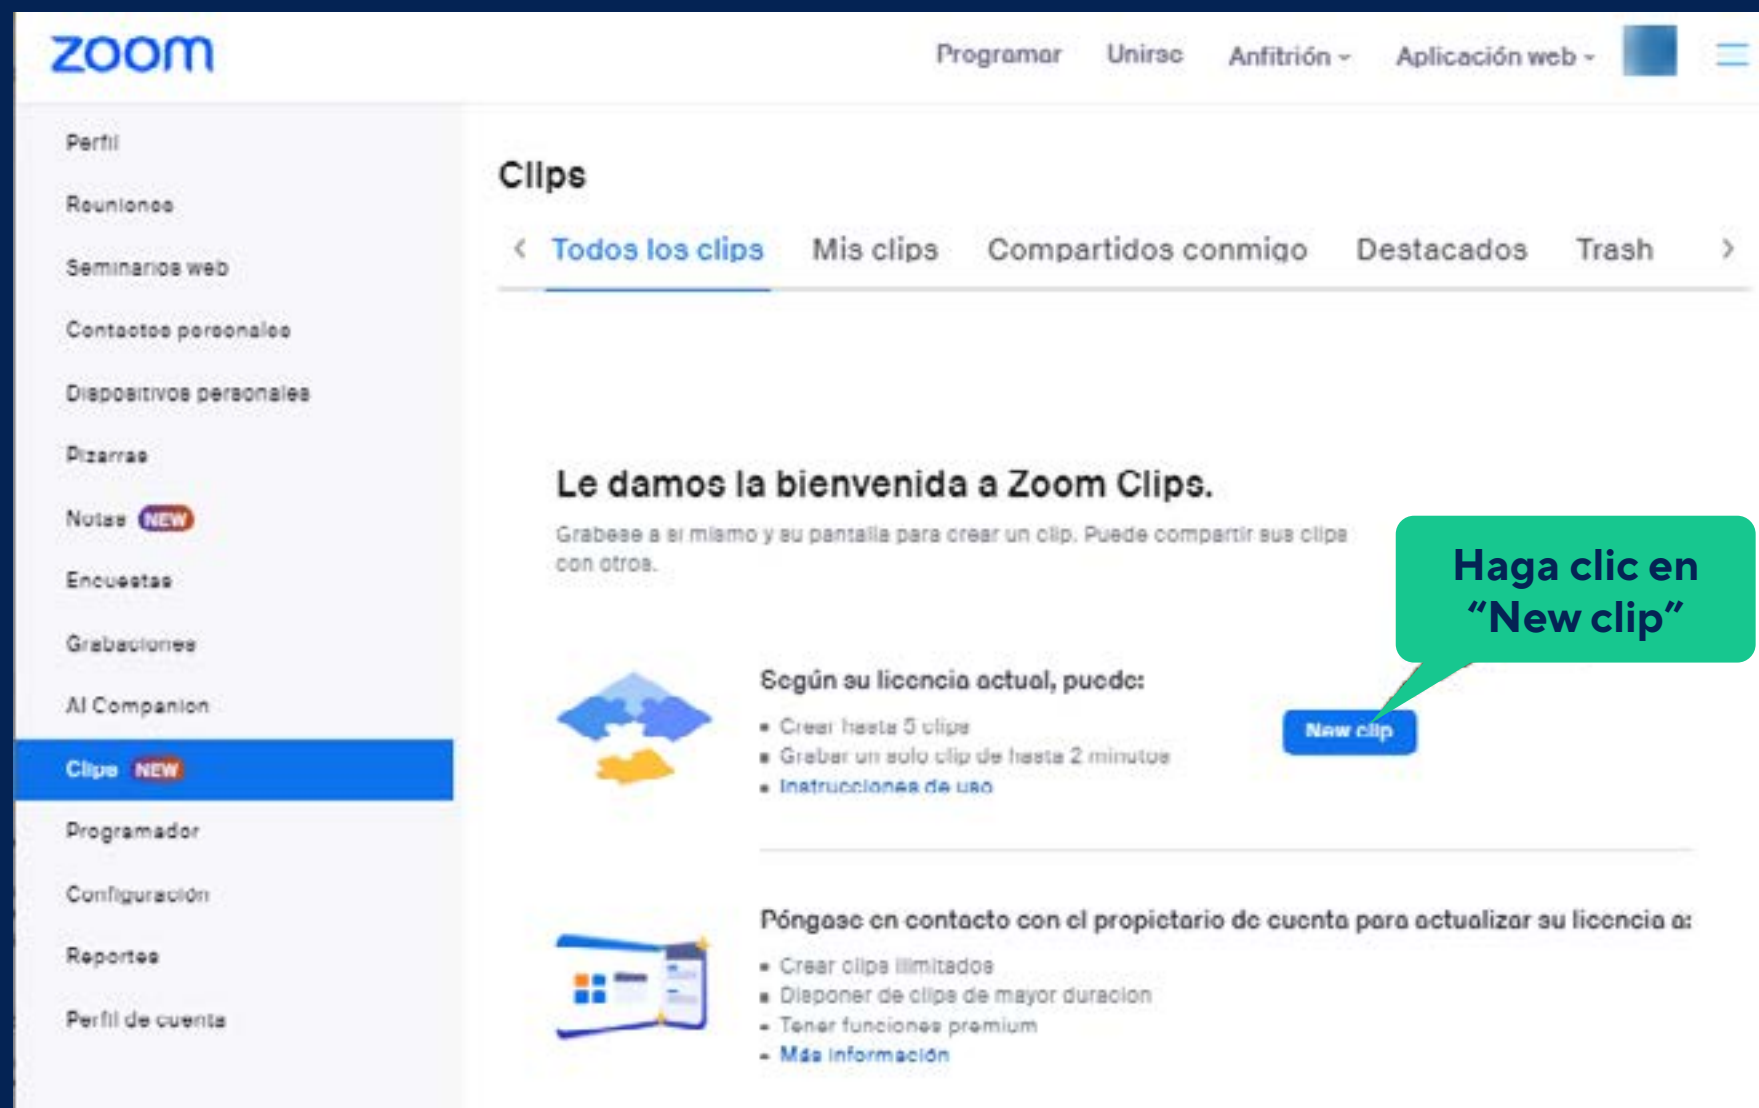 zoom
Programar Unirse Anfitrión Aplicación web
Perfil
Reuniones
Seminarios web
Contactos personales
Dispositivos personales
Pizarras
Notas NEW
Encuestas
Grabaciones
AI Companion
Clips NEW
Programador
Configuración
Reportes
Perfil de cuenta
Clips
Todos los clips Mis clips Compartidos conmigo Destacados Trash
Le damos la bienvenida a Zoom Clips.
Grábese a sí mismo y su pantalla para crear un clip. Puede compartir sus clips
con otros.
Haga clic en
“New clip”
Según su licencia actual, puede:
Crear hasta 5 clips
Grabar un solo clip de hasta 2 minutos
Instrucciones de uso
New clip
Póngase en contacto con el propietario de cuenta para actualizar su licencia a:
Crear clips ilimitados
Disponer de clips de mayor duración
Tener funciones premium
Más información